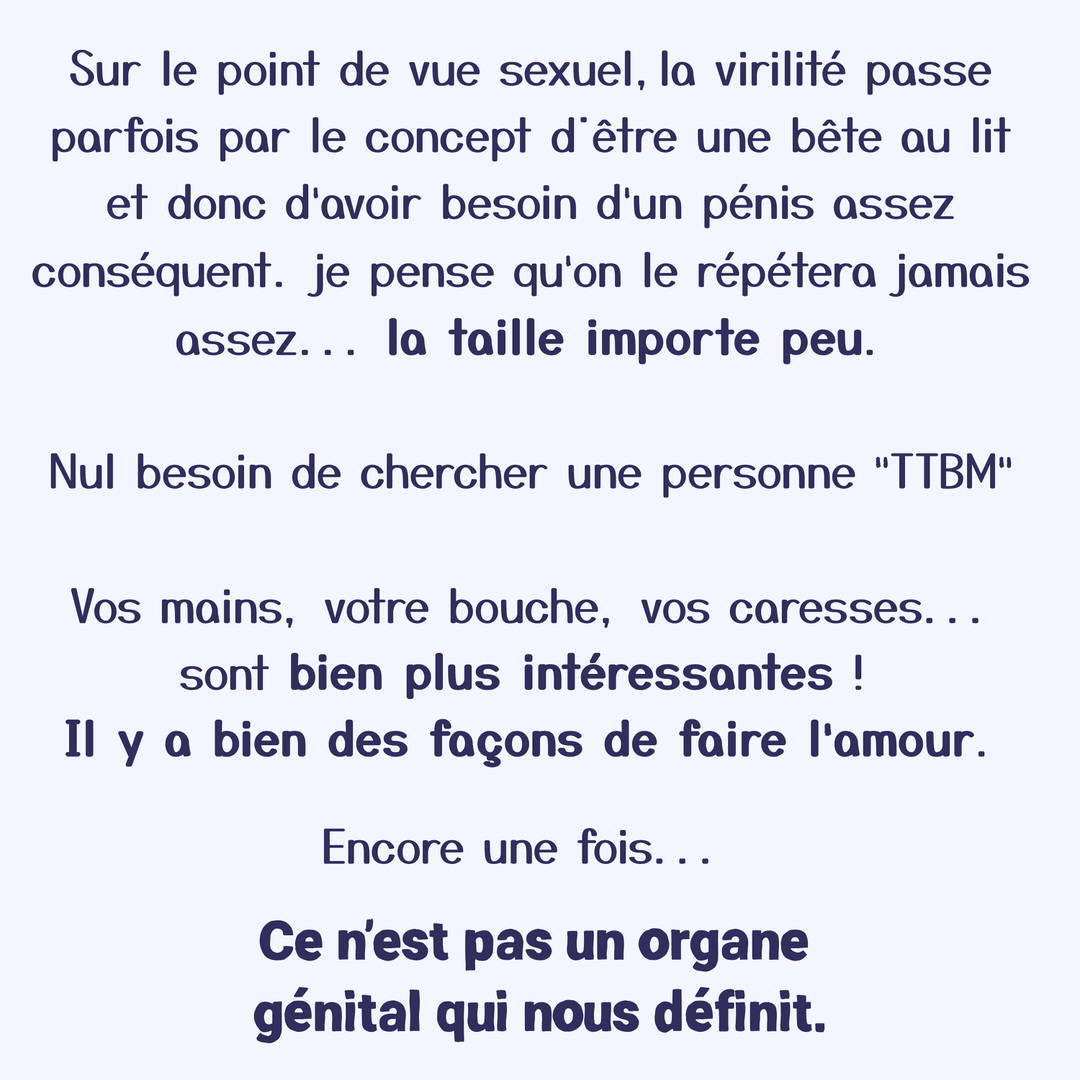 Sur le point de vue sexuel, la virilité passe
parfois par le concept d'être une bête au lit
et donc d'avoir besoin d'un pénis assez
conséquent. je pense qu'on le répétera jamais
assez... la taille importe peu.
Nul besoin de chercher une personne "TTBM"
Vos mains, votre bouche, vos caresses...
sont bien plus intéressantes !
Il y a bien des façons de faire l'amour.
Encore une fois...
Ce n'est pas un organe
génital qui nous définit.